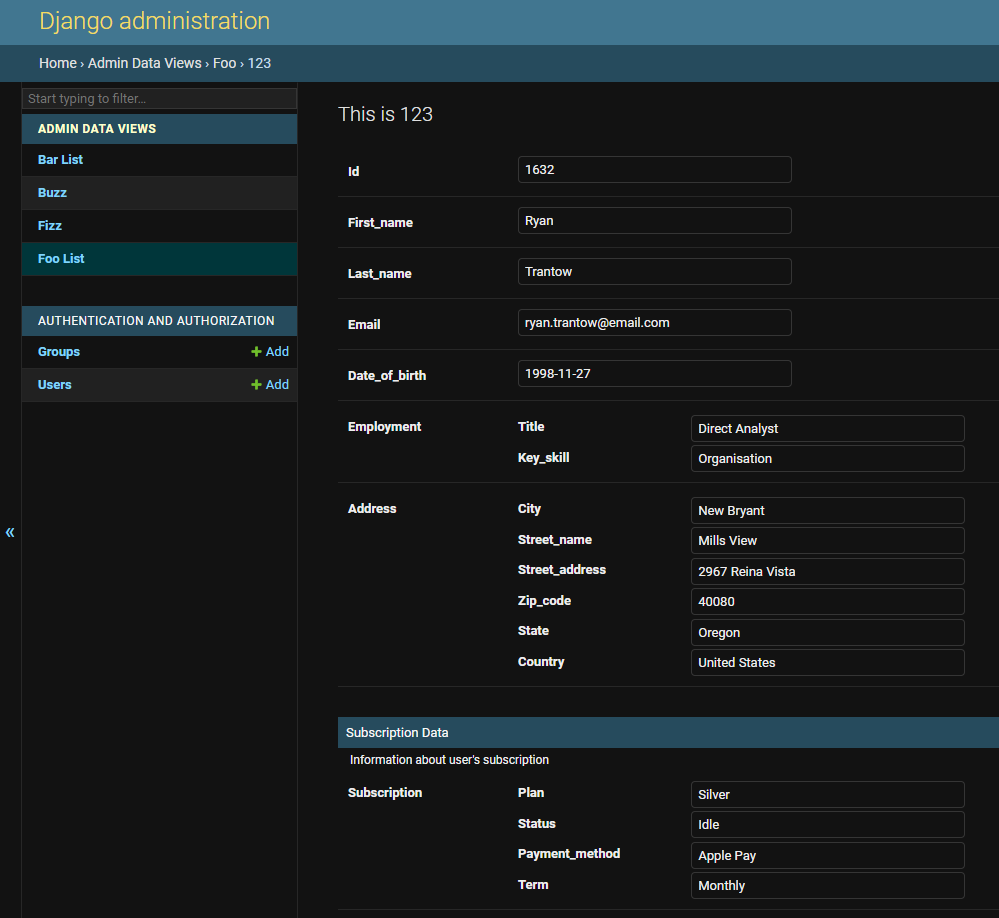 Django administration
Home › Admin Data Views › Foo › 123
Start typing to filter...
ADMIN DATA VIEWS
Bar List
Buzz
Fizz
Foo List
AUTHENTICATION AND AUTHORIZATION
Groups + Add
Users + Add
«
This is 123
Id 1632
First_name Ryan
Last_name Trantow
Email ryan.trantow@email.com
Date_of_birth 1998-11-27
Employment Title Direct Analyst
Key_skill Organisation
Address City New Bryant
Street_name Mills View
Street_address 2967 Reina Vista
Zip_code 40080
State Oregon
Country United States
Subscription Data
Information about user's subscription
Subscription Plan Silver
Status Idle
Payment_method Apple Pay
Term Monthly